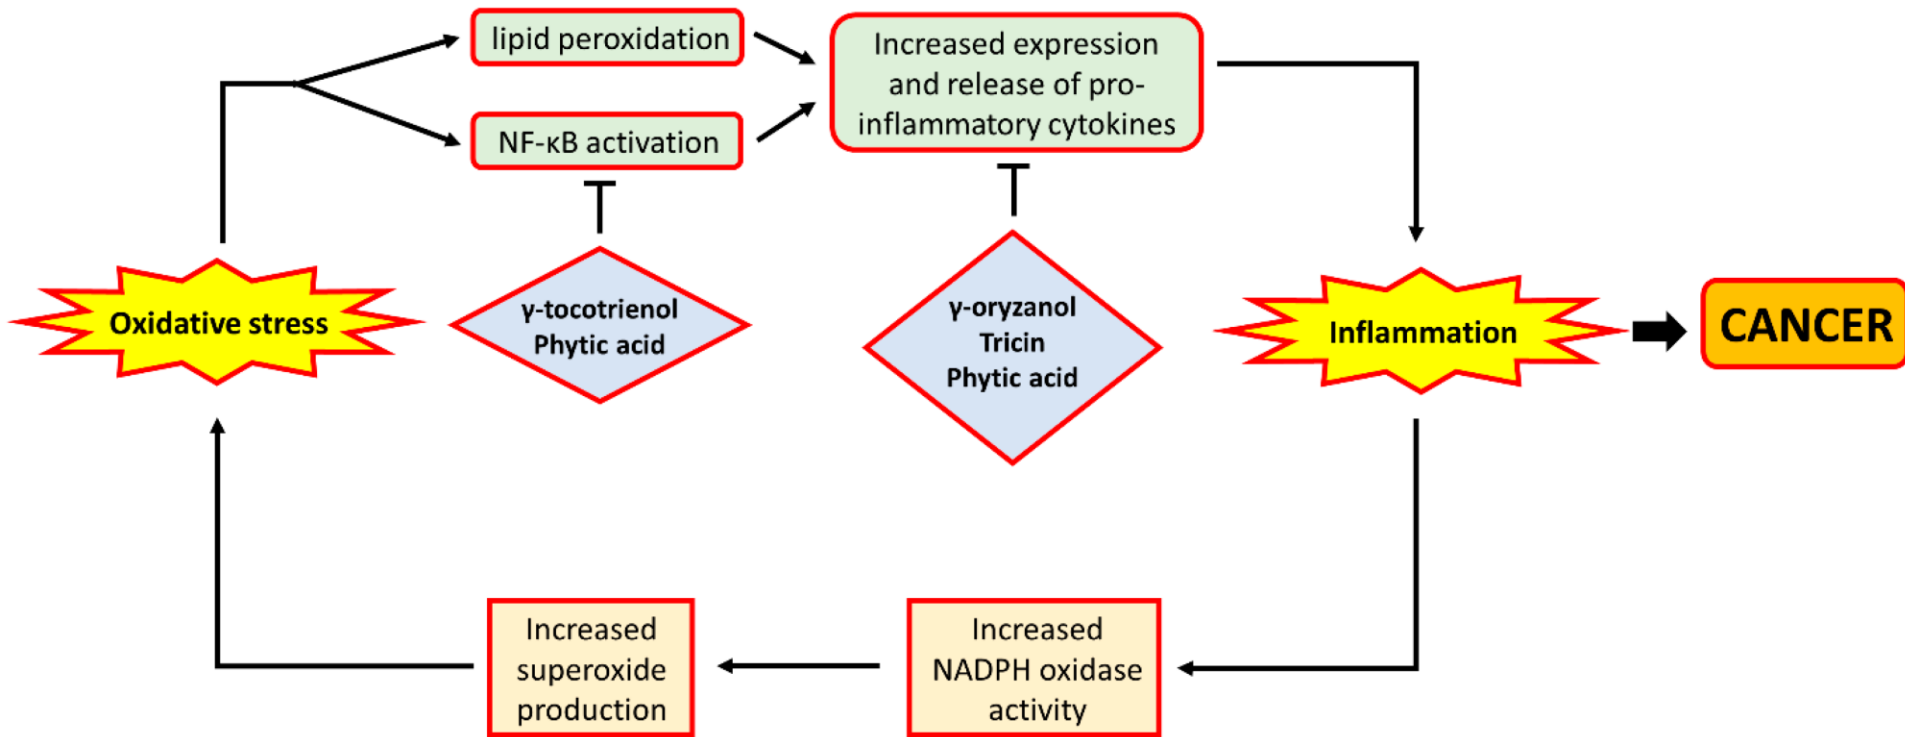 lipid peroxidation
NF-κB activation
Increased expression
and release of pro-
inflammatory cytokines
Oxidative stress
γ-tocotrienol
Phytic acid
γ-oryzanol
Tricin
Phytic acid
Inflammation
CANCER
Increased
superoxide
production
Increased
NADPH oxidase
activity